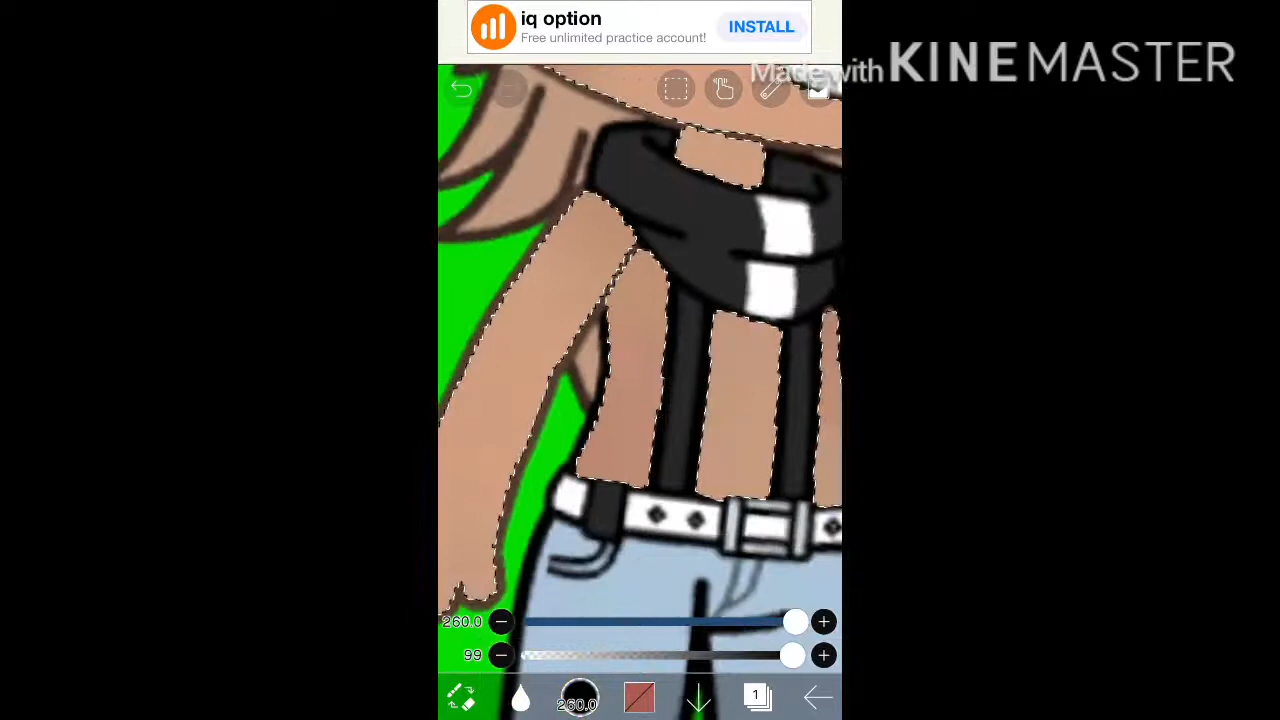 iq option
Free unlimited practice account!
INSTALL
Made with KINEMASTER
260.0
99
260.0
1